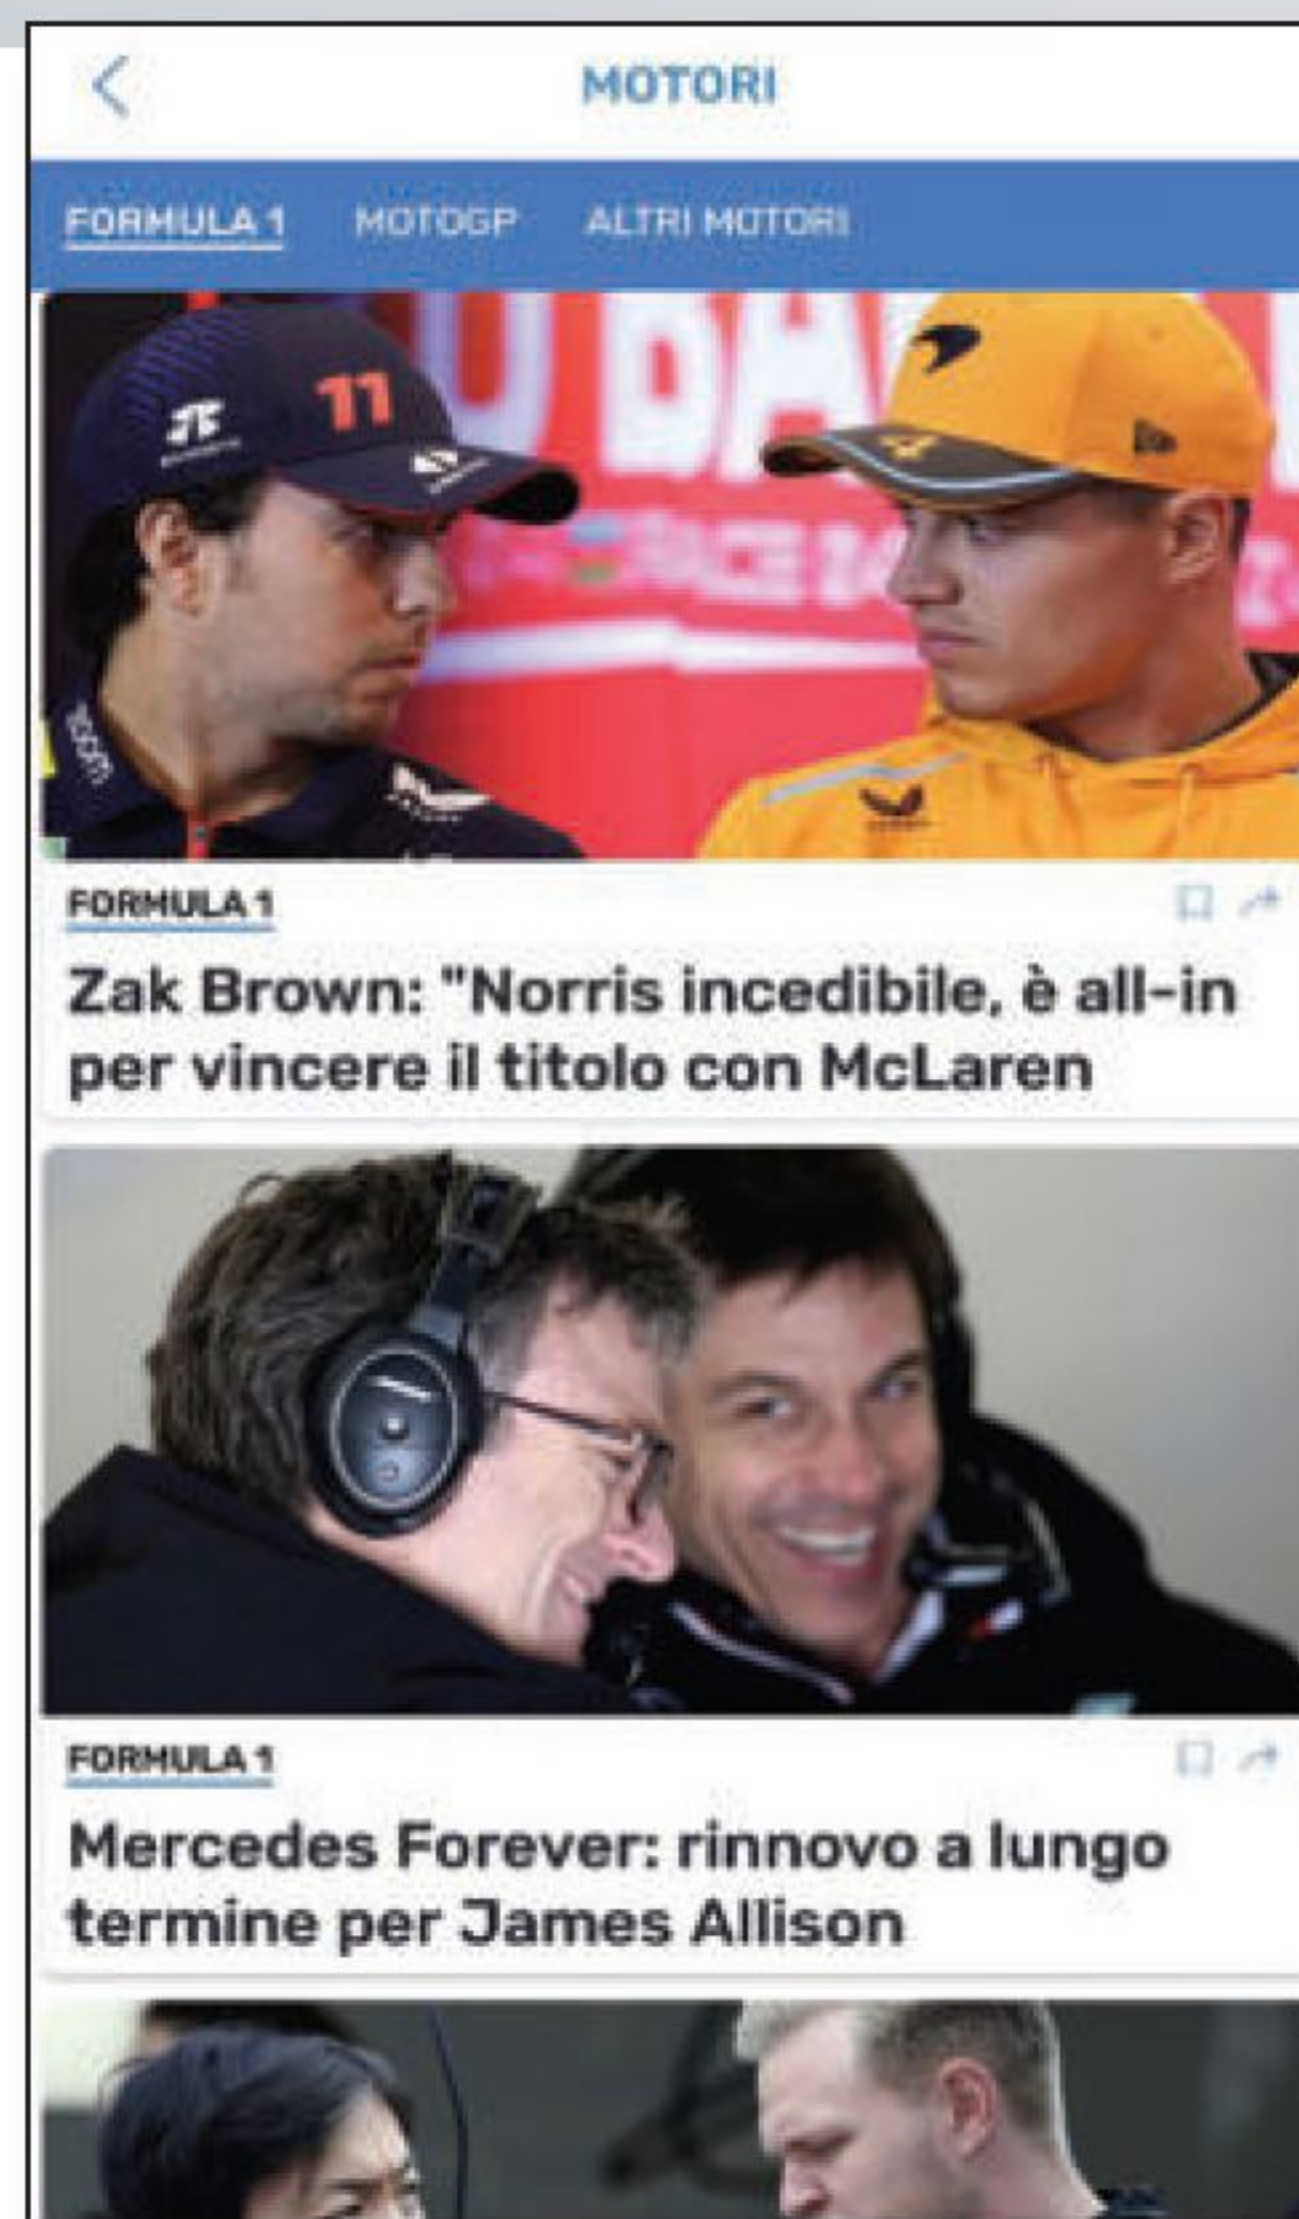 MOTORI
FORMULA 1 MOTOGP ALTRI MOTORI
11
FORMULA 1
Zak Brown: "Norris incedibile, è all-in
per vincere il titolo con McLaren
FORMULA 1
Mercedes Forever: rinnovo a lungo
termine per James Allison